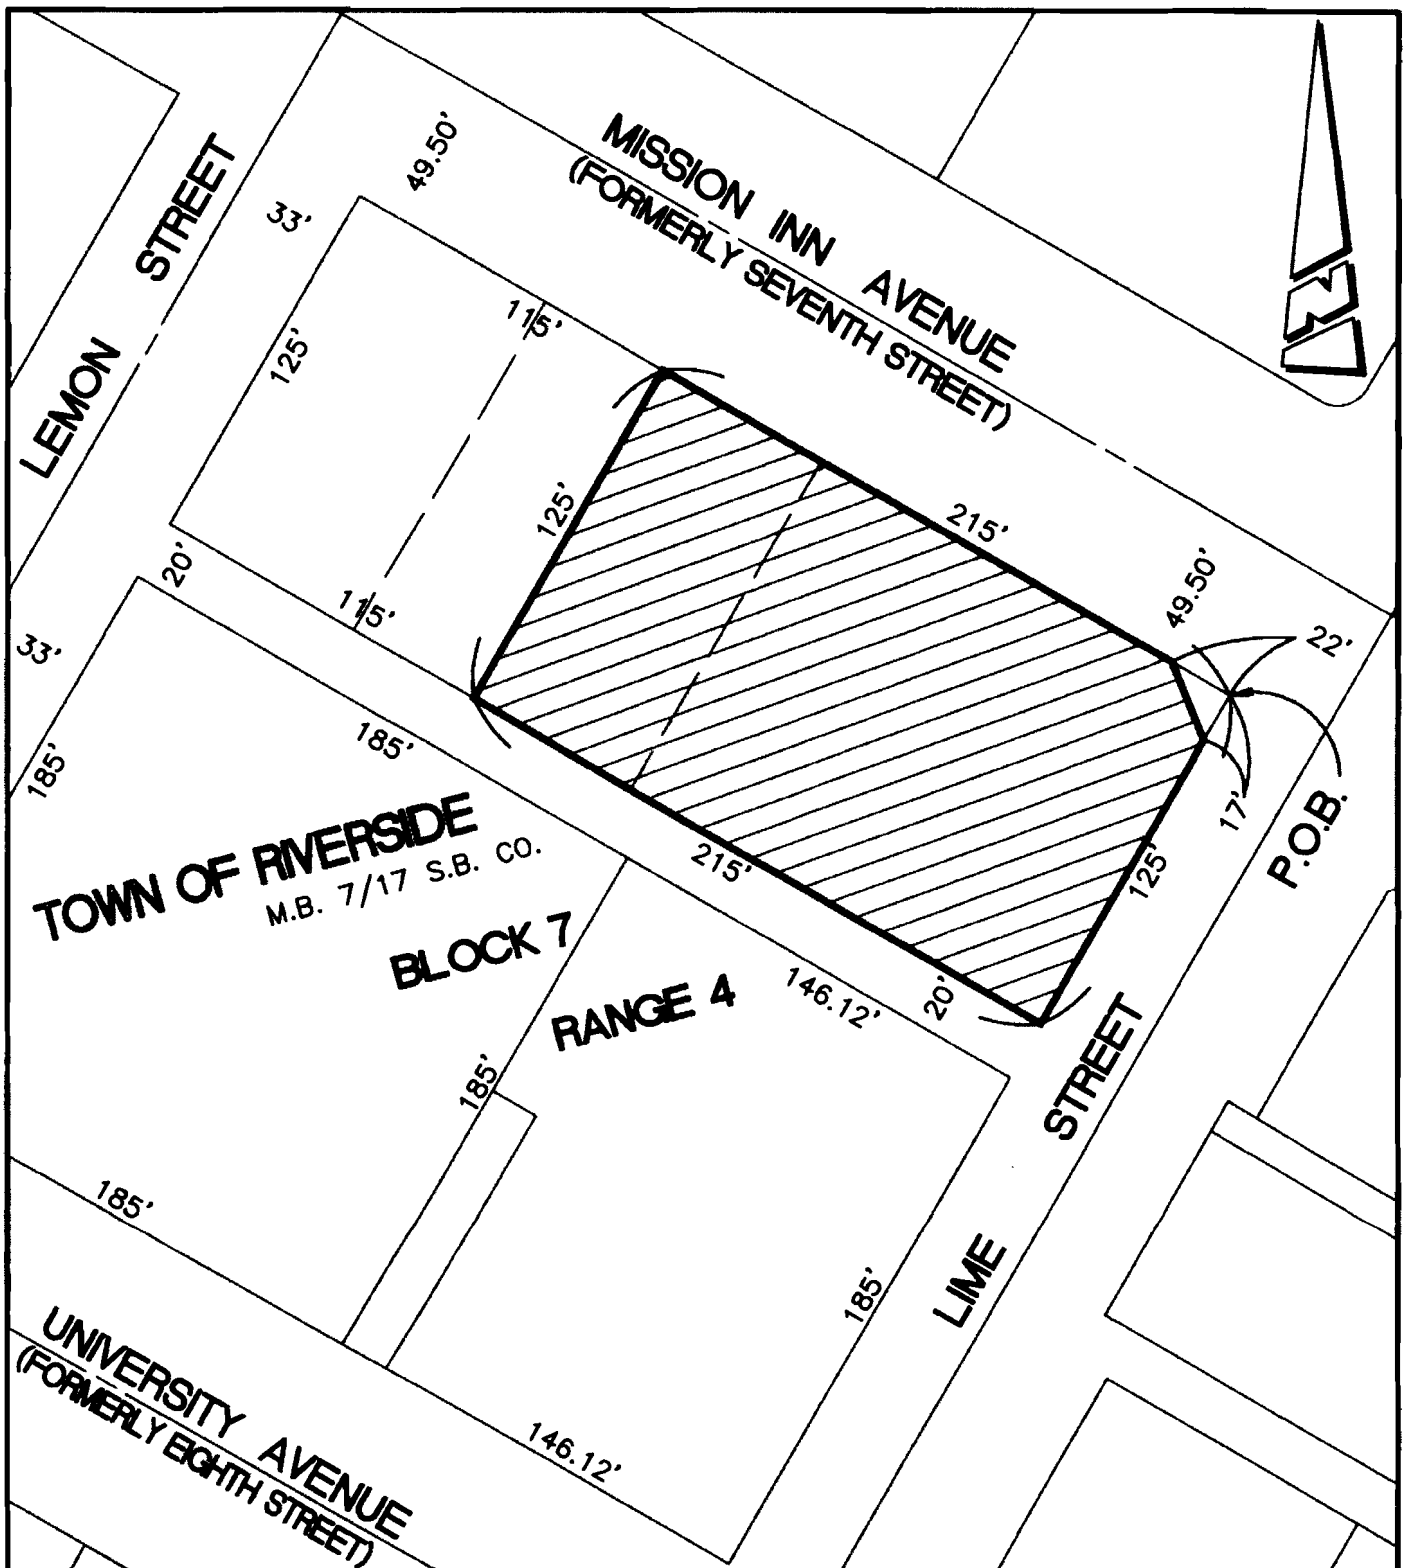 MISSION INN AVENUE
(FORMERLY SEVENTH STREET)
LEMON STREET
49.50'
33'
125'
115'
125'
215'
49.50'
22'
20'
115'
33'
185'
185'
17'
P.O.B.
125'
215'
TOWN OF RIVERSIDE
M.B. 7/17 S.B. CO.
BLOCK 7
RANGE 4
146.12'
20'
LIME STREET
185'
185'
185'
146.12'
UNIVERSITY AVENUE
(FORMERLY EIGHTH STREET)